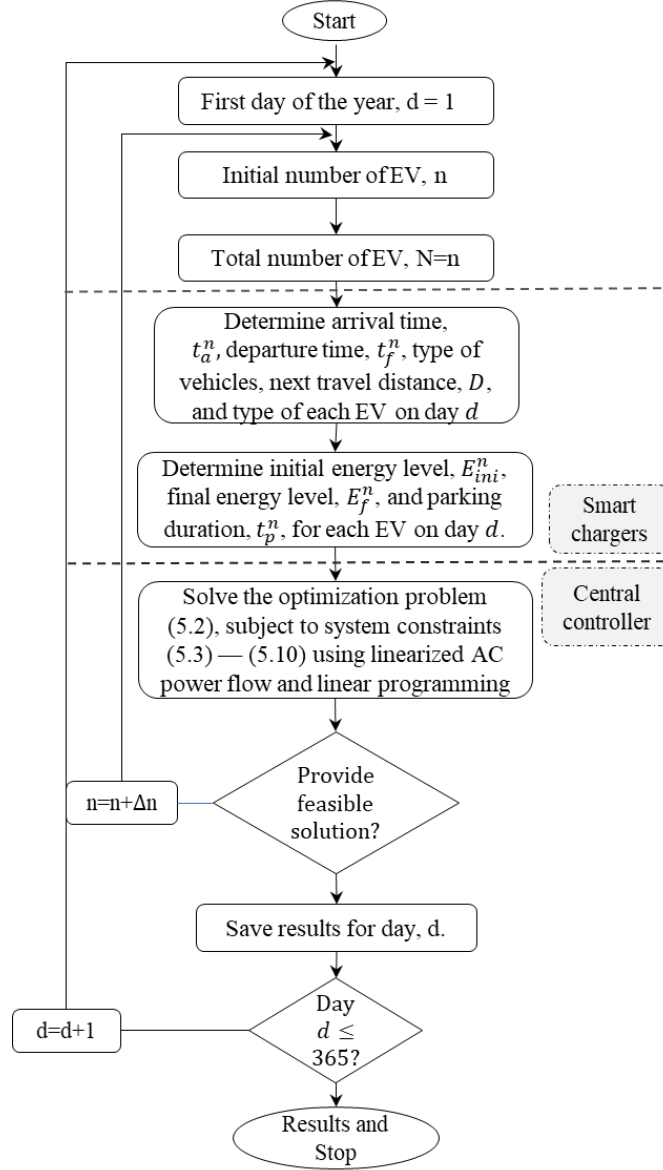 Start
First day of the year, d = 1
Initial number of EV, n
Total number of EV, N=n
Determine arrival time,
$t_a^n$, departure time, $t_f^n$, type of
vehicles, next travel distance, $D$,
and type of each EV on day $d$
Determine initial energy level, $E_{ini}^n$,
final energy level, $E_f^n$, and parking
duration, $t_p^n$, for each EV on day $d$.
Smart
chargers
Central
controller
Solve the optimization problem
(5.2), subject to system constraints
(5.3) — (5.10) using linearized AC
power flow and linear programming
Provide
feasible
solution?
n=n+Δn
Save results for day, d.
Day
$d$ ≤
365?
d=d+1
Results and
Stop